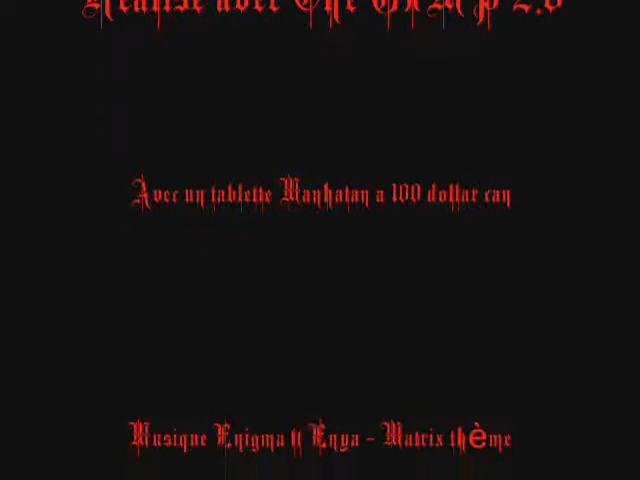 Réalisé avec The GIMP 2.6
Avec un tablette Manhatan a 100 dollar can
Musique Enigma ft Enya - Matrix thème